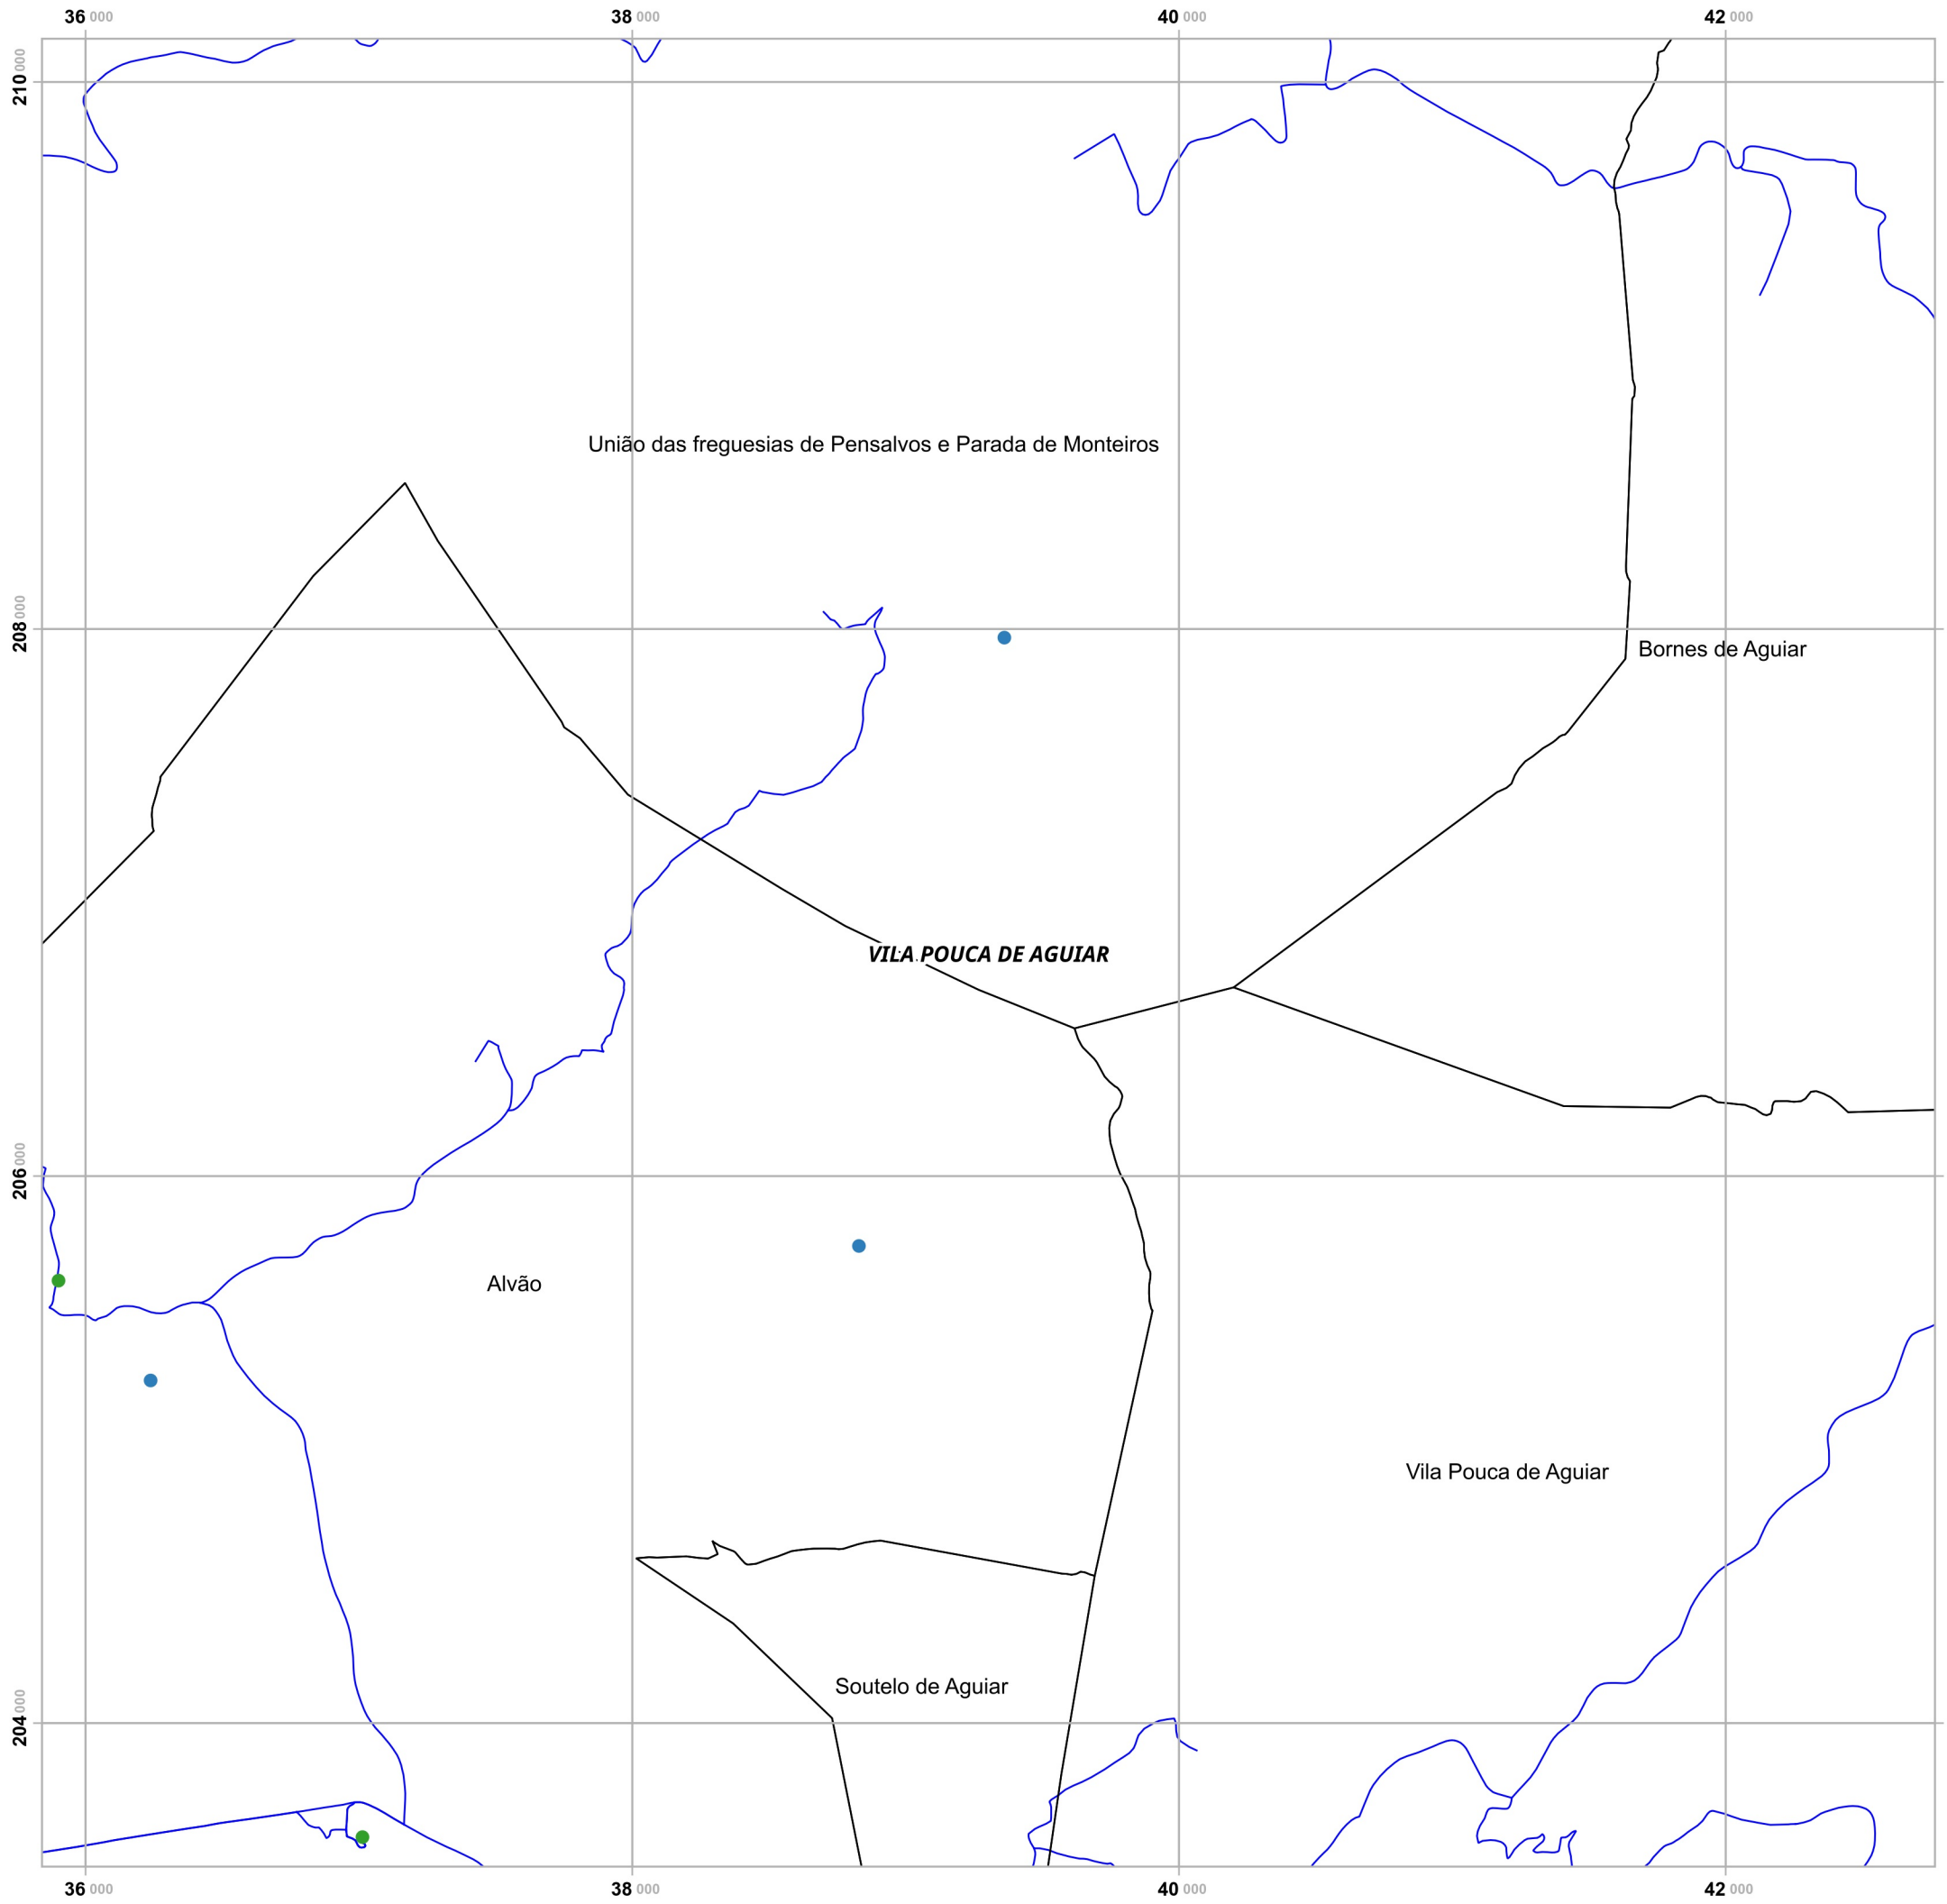 36 000 38 000 40 000 42 000
210 000
União das freguesias de Pensalvos e Parada de Monteiros
208 000
Bornes de Aguiar
VILA POUCA DE AGUIAR
206 000
Alvão
Vila Pouca de Aguiar
Soutelo de Aguiar
204 000
36 000 38 000 40 000 42 000